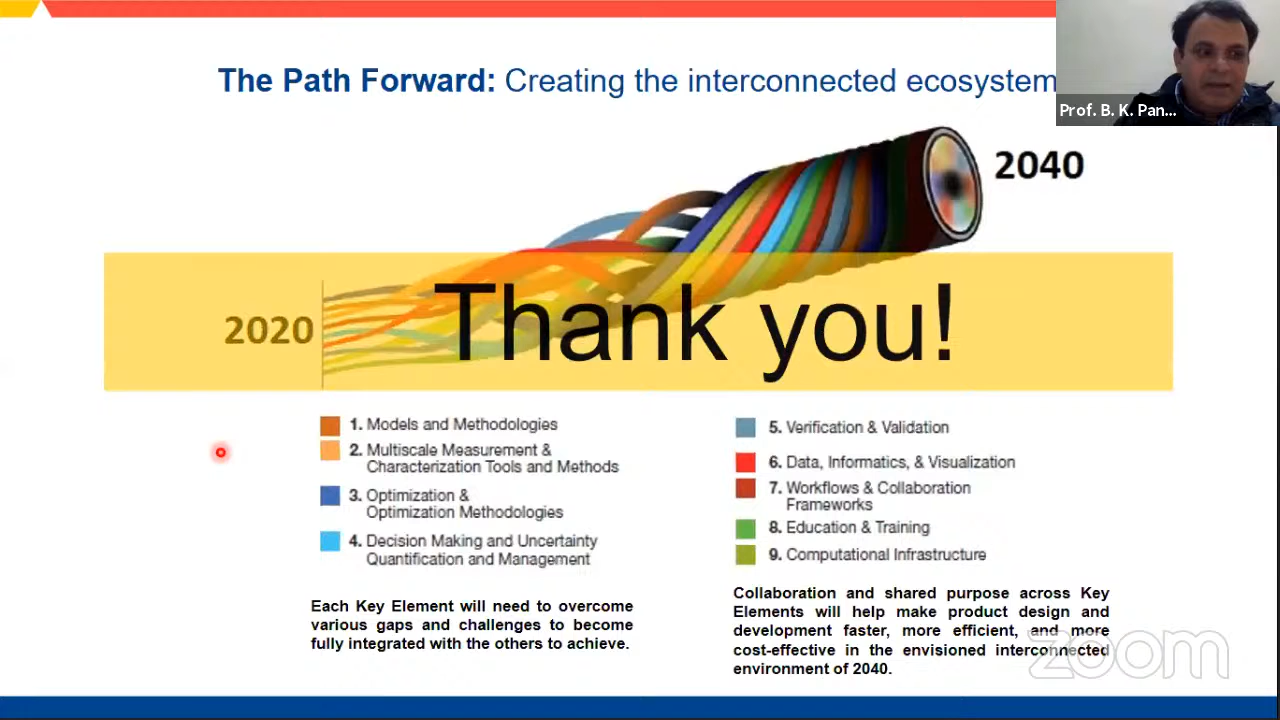 The Path Forward: Creating the interconnected ecosystem
Prof. B. K. Pan...
2040
2020
Thank you!
1. Models and Methodologies
2. Multiscale Measurement &
Characterization Tools and Methods
3. Optimization &
Optimization Methodologies
4. Decision Making and Uncertainty
Quantification and Management
Each Key Element will need to overcome
various gaps and challenges to become
fully integrated with the others to achieve.
5. Verification & Validation
6. Data, Informatics, & Visualization
7. Workflows & Collaboration
Frameworks
8. Education & Training
9. Computational Infrastructure
Collaboration and shared purpose across Key
Elements will help make product design and
development faster, more efficient, and more
cost-effective in the envisioned interconnected
environment of 2040.
zoom